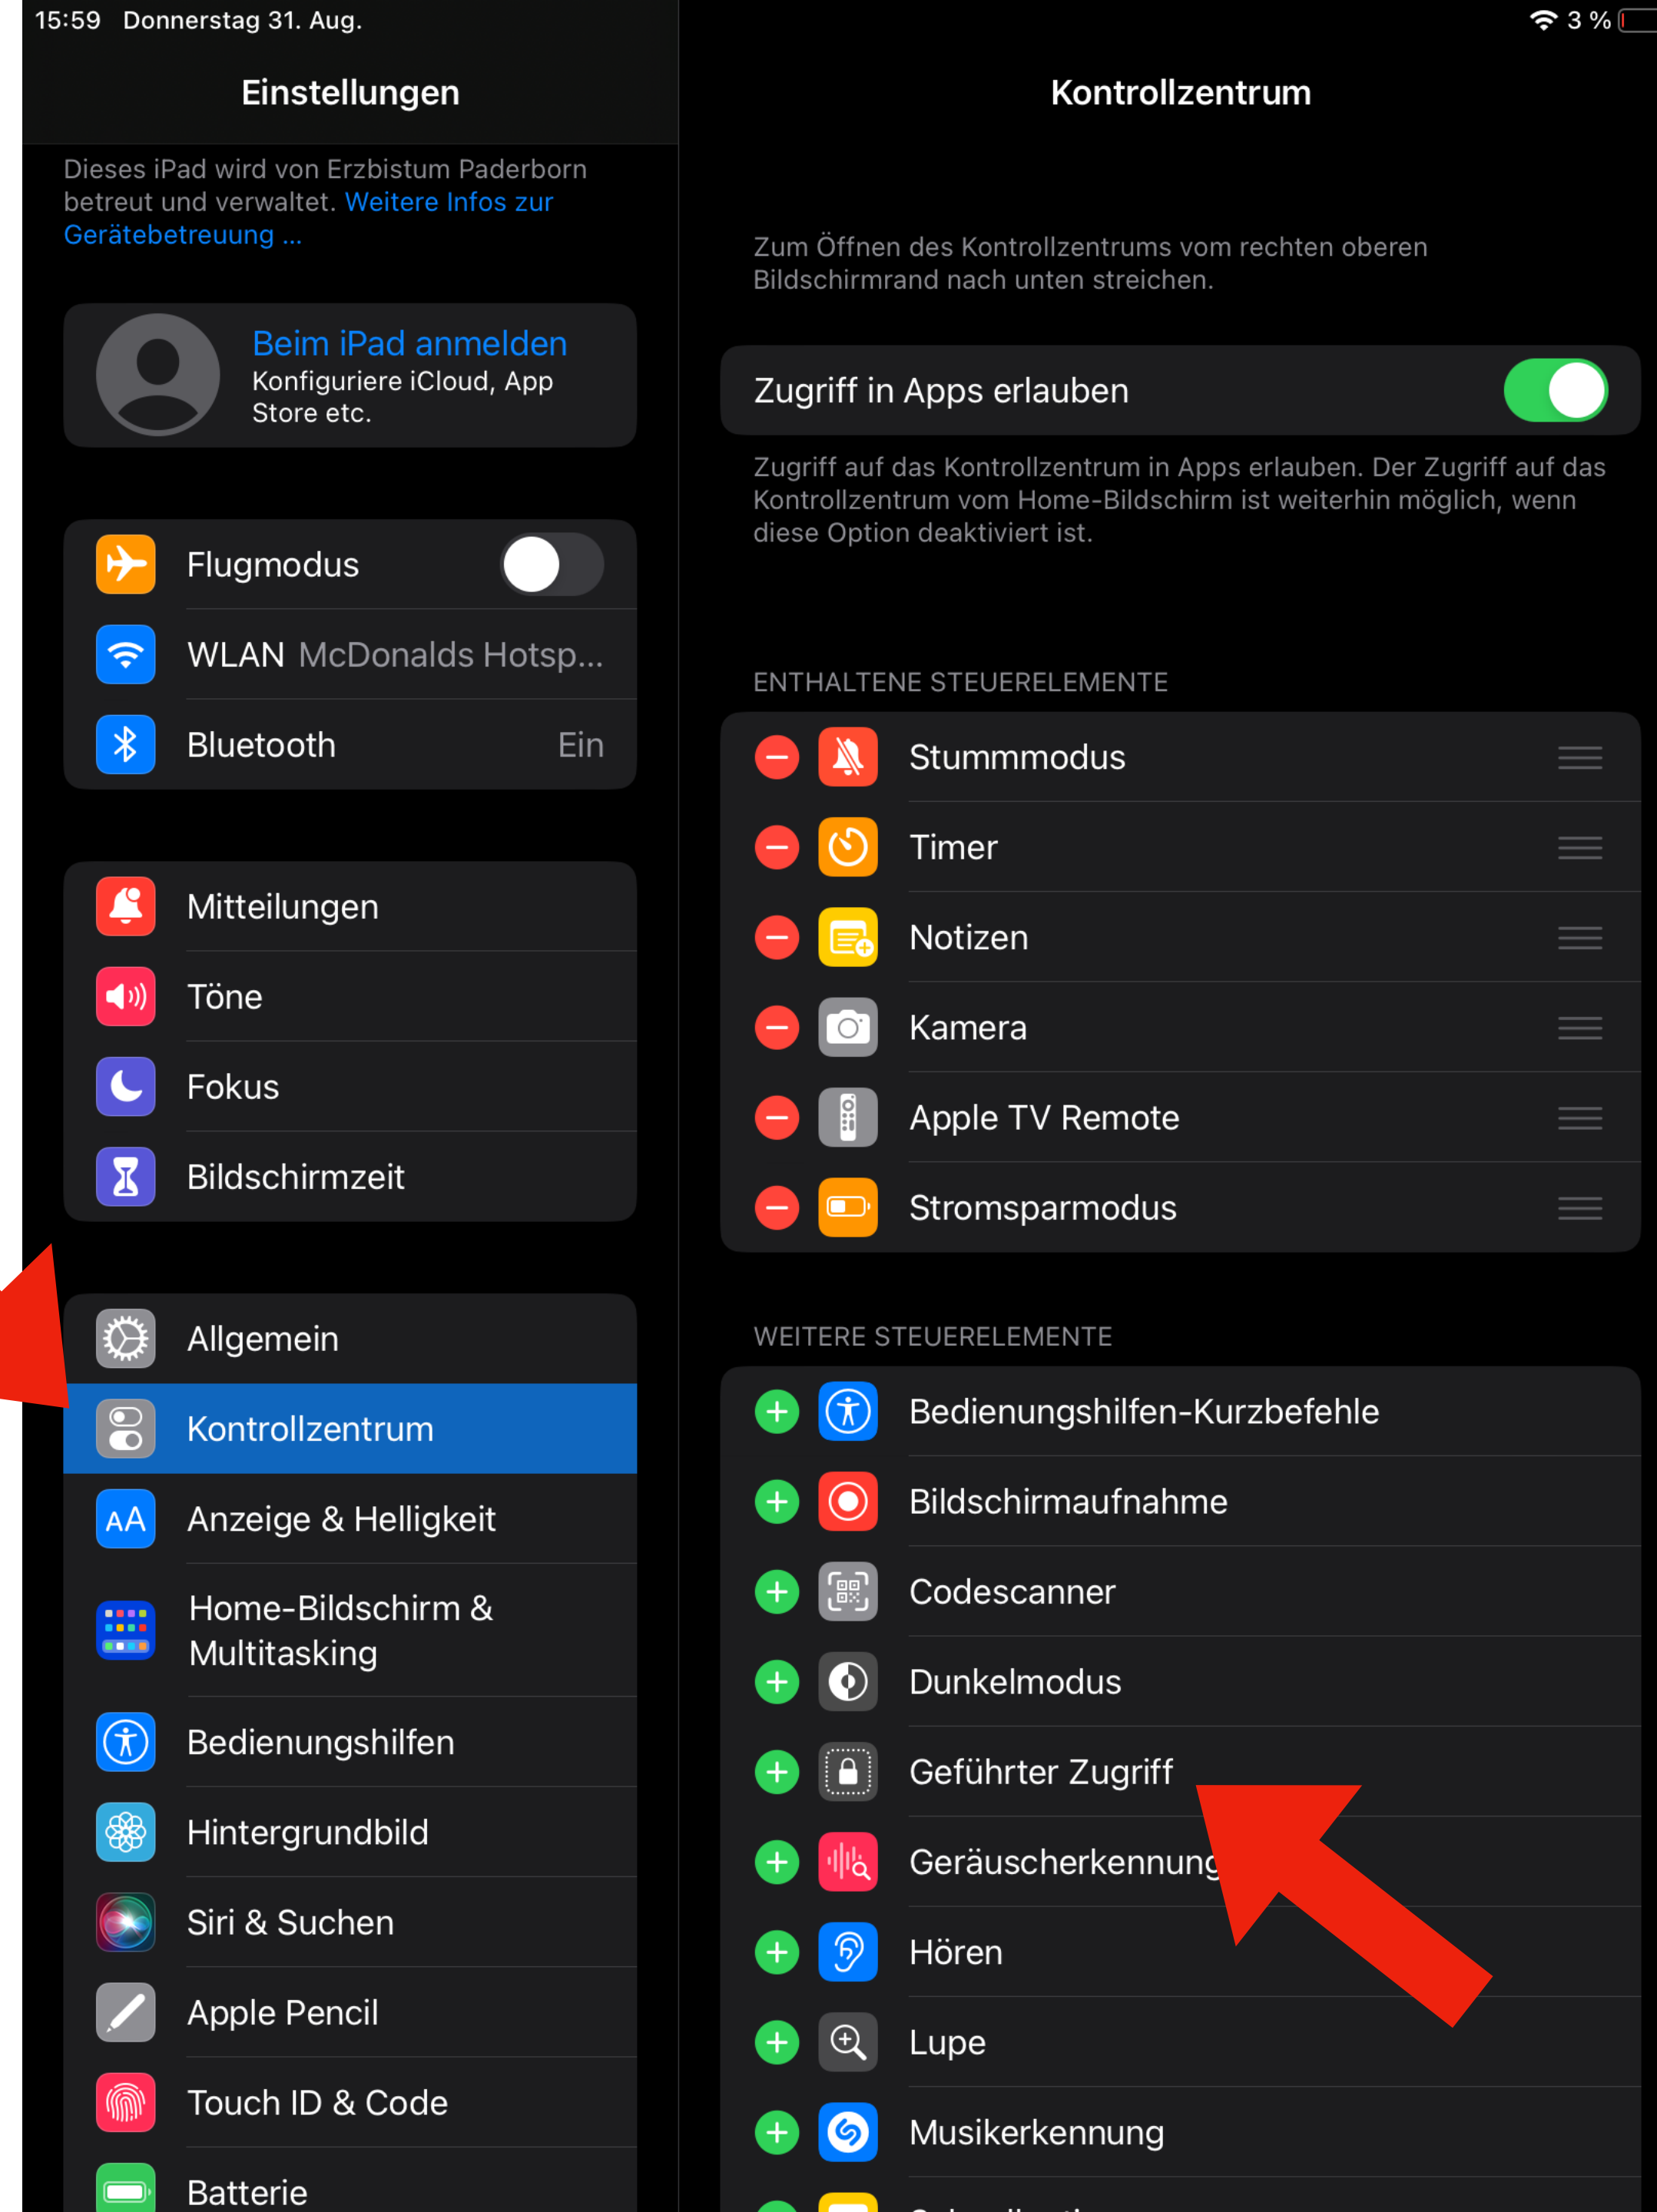 15:59 Donnerstag 31. Aug.
3 %
Einstellungen
Dieses iPad wird von Erzbistum Paderborn
betreut und verwaltet. Weitere Infos zur
Gerätebetreuung ...
Beim iPad anmelden
Konfiguriere iCloud, App
Store etc.
Flugmodus
WLAN McDonalds Hotsp...
Bluetooth Ein
Mitteilungen
Töne
Fokus
Bildschirmzeit
Allgemein
Kontrollzentrum
AA Anzeige & Helligkeit
Home-Bildschirm &
Multitasking
Bedienungshilfen
Hintergrundbild
Siri & Suchen
Apple Pencil
Touch ID & Code
Batterie
Kontrollzentrum
Zum Öffnen des Kontrollzentrums vom rechten oberen
Bildschirmrand nach unten streichen.
Zugriff in Apps erlauben
Zugriff auf das Kontrollzentrum in Apps erlauben. Der Zugriff auf das
Kontrollzentrum vom Home-Bildschirm ist weiterhin möglich, wenn
diese Option deaktiviert ist.
ENTHALTENE STEUERELEMENTE
Stummmodus
Timer
Notizen
Kamera
Apple TV Remote
Stromsparmodus
WEITERE STEUERELEMENTE
Bedienungshilfen-Kurzbefehle
Bildschirmaufnahme
Codescanner
Dunkelmodus
Geführter Zugriff
Geräuscherkennung
Hören
Lupe
Musikerkennung